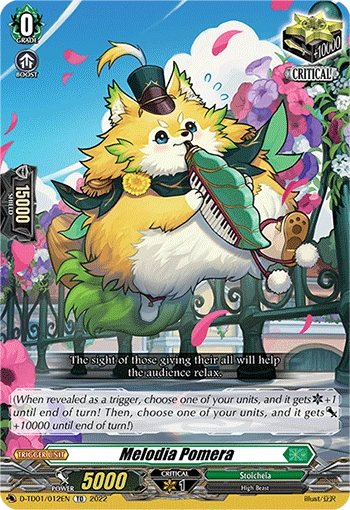 0
GRADE
BOOST
+10000
CRITICAL
15000
SHIELD
The sight of those giving their all will help
the audience relax.
(When revealed as a trigger, choose one of your units, and it gets +1
until end of turn! Then, choose one of your units, and it gets
+10000 until end of turn!)
TRIGGER UNIT
Melodia Pomera
POWER 5000
CRITICAL
1
Stoicheia
High Beast
D-TD01/012EN TD 2022